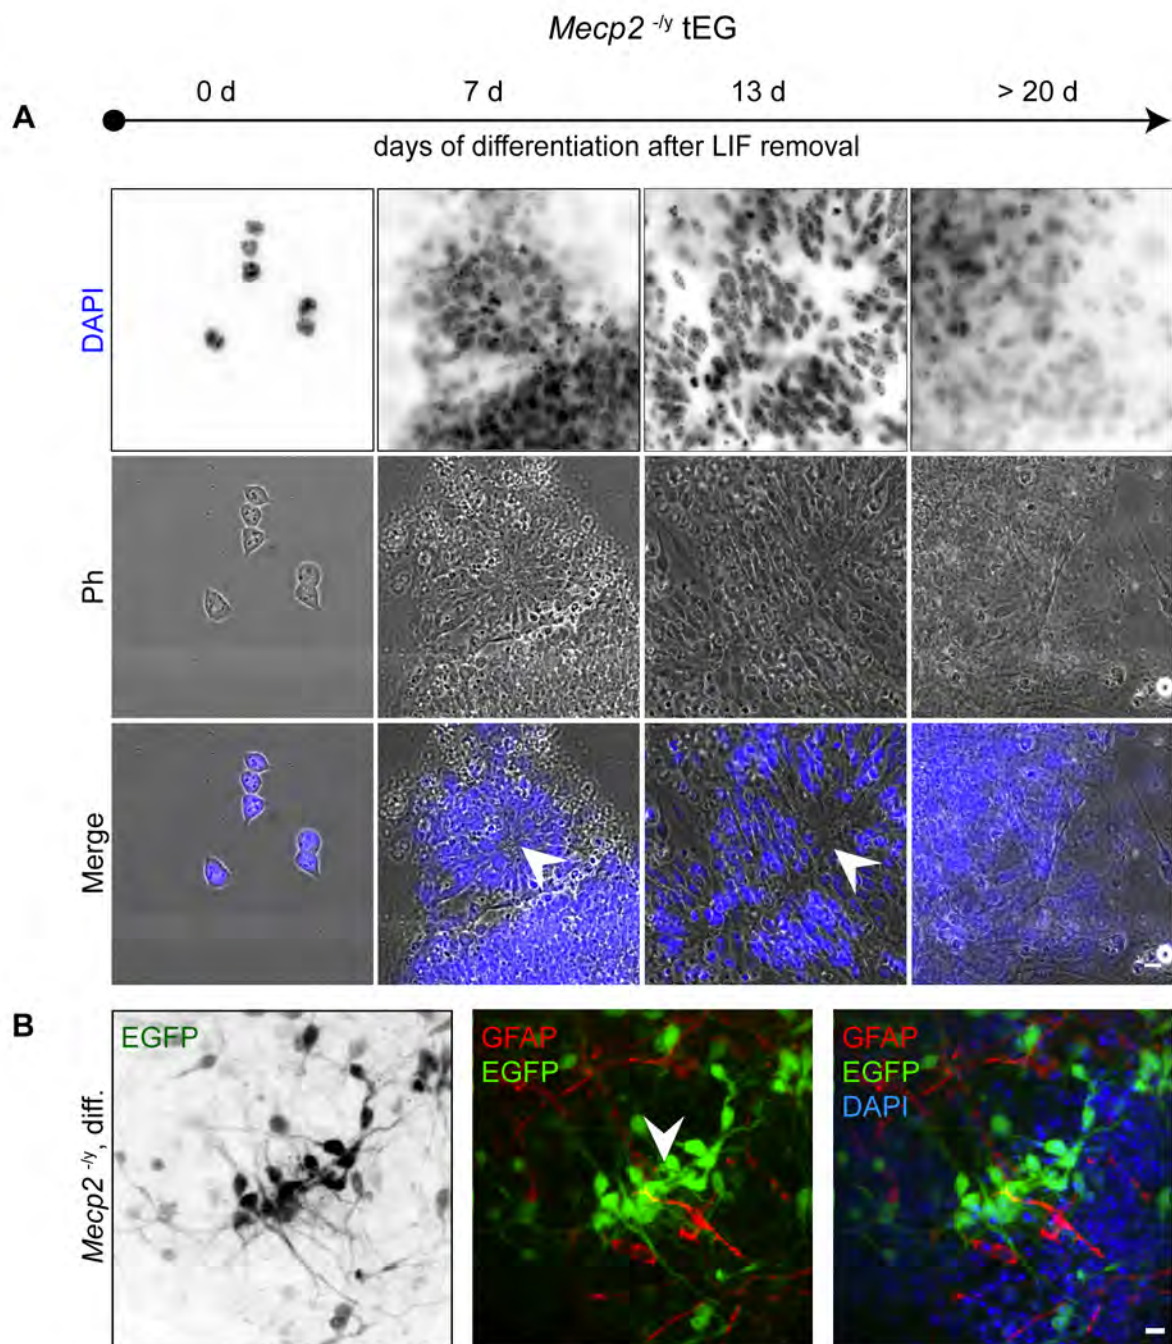 Mecp2 -/y tEG
0 d 7 d 13 d > 20 d
A
days of differentiation after LIF removal
DAPI
Ph
Merge
B
Mecp2 -/y, diff.
EGFP
GFAP
EGFP
GFAP
EGFP
DAPI